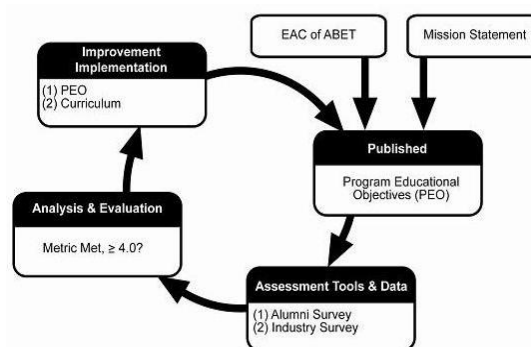 EAC of ABET
Mission Statement
Improvement
Implementation
(1) PEO
(2) Curriculum
Published
Program Educational
Objectives (PEO)
Analysis & Evaluation
Metric Met, ≥ 4.0?
Assessment Tools & Data
(1) Alumni Survey
(2) Industry Survey